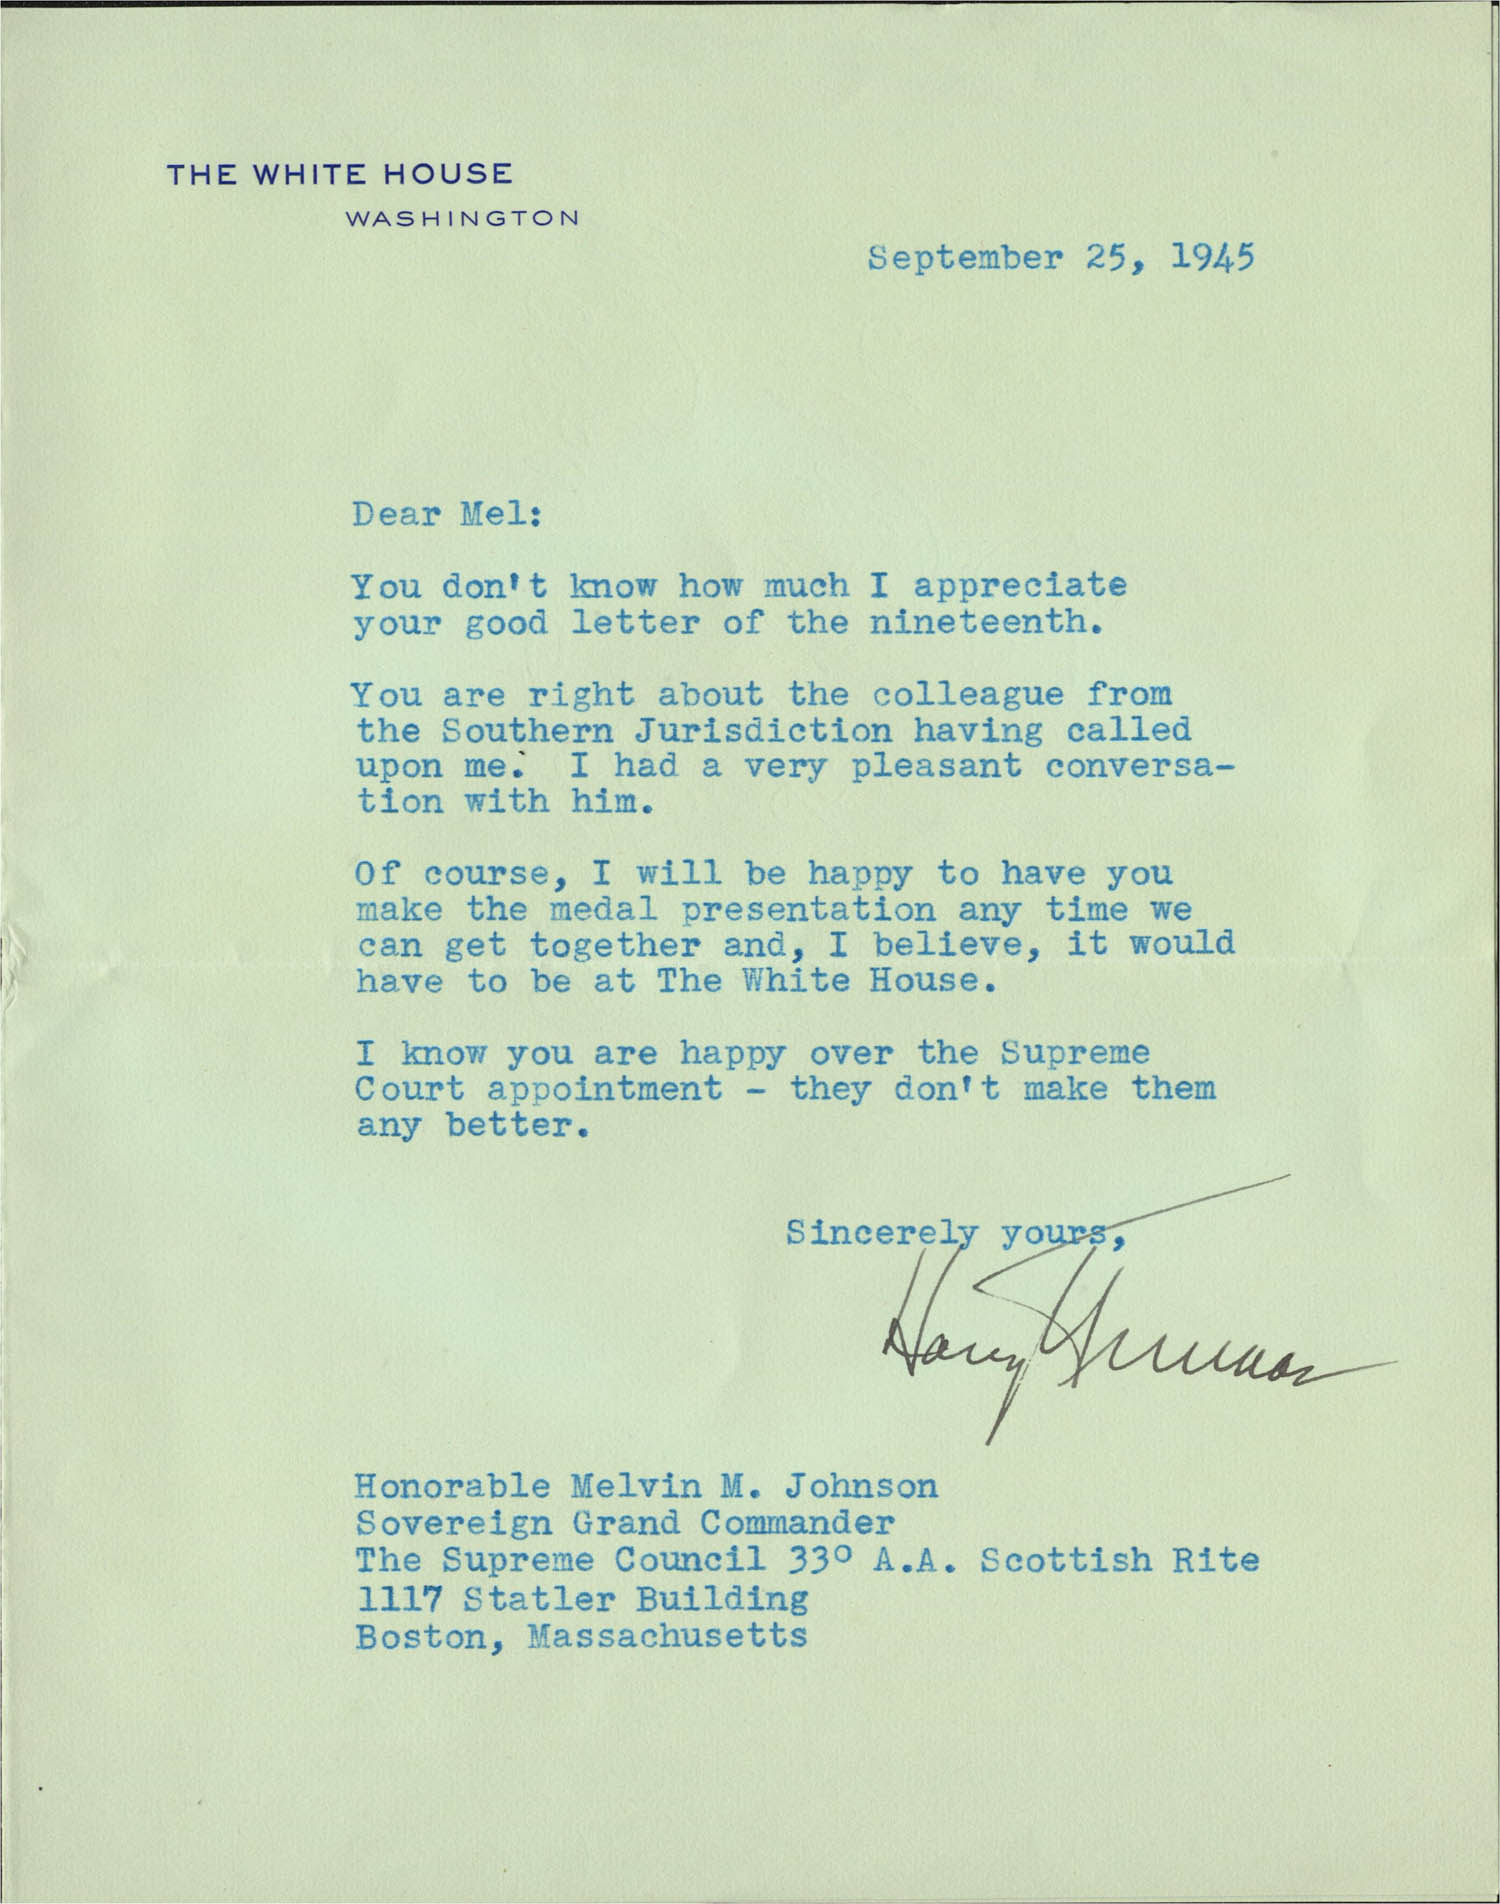 THE WHITE HOUSE
WASHINGTON
September 25, 1945
Dear Mel:
You don't know how much I appreciate
your good letter of the nineteenth.
You are right about the colleague from
the Southern Jurisdiction having called
upon me. I had a very pleasant conversa-
tion with him.
Of course, I will be happy to have you
make the medal presentation any time we
can get together and, I believe, it would
have to be at The White House.
I know you are happy over the Supreme
Court appointment - they don't make them
any better.
Sincerely yours,
Harry Truman
Honorable Melvin M. Johnson
Sovereign Grand Commander
The Supreme Council 33° A.A. Scottish Rite
1117 Statler Building
Boston, Massachusetts